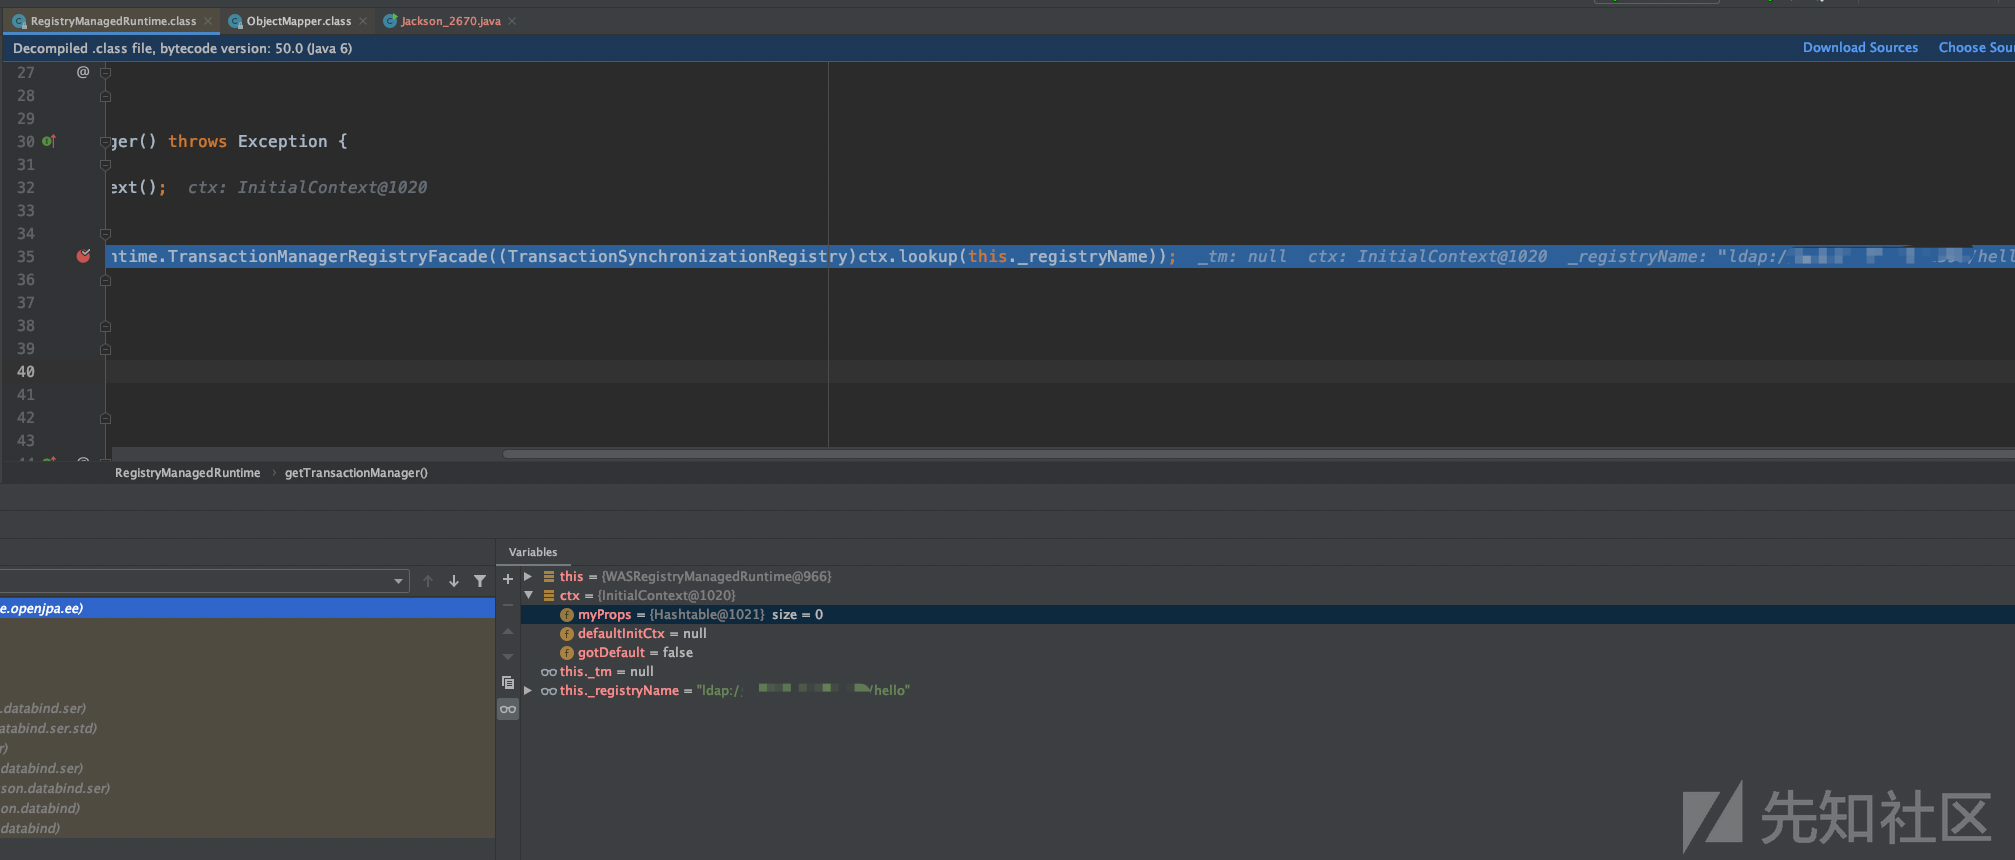 RegistryManagedRuntime.class ObjectMapper.class Jackson_2670.java
Decompiled .class file, bytecode version: 50.0 (Java 6) Download Sources Choose Sou
27 @
28
29
30 ger() throws Exception {
31
32 ext(); ctx: InitialContext@1020
33
34
35 ntime.TransactionManagerRegistryFacade((TransactionSynchronizationRegistry)ctx.lookup(this._registryName)); _tm: null ctx: InitialContext@1020 _registryName: "ldap:/ /hell
36
37
38
39
40
41
42
43
RegistryManagedRuntime › getTransactionManager()
Variables
this = {WASRegistryManagedRuntime@966}
ctx = {InitialContext@1020}
myProps = {Hashtable@1021} size = 0
defaultInitCtx = null
gotDefault = false
this._tm = null
this._registryName = "ldap:/ /hello"
e.openjpa.ee)
.databind.ser)
atabind.ser.std)
r)
databind.ser)
son.databind.ser)
on.databind)
databind)
先知社区